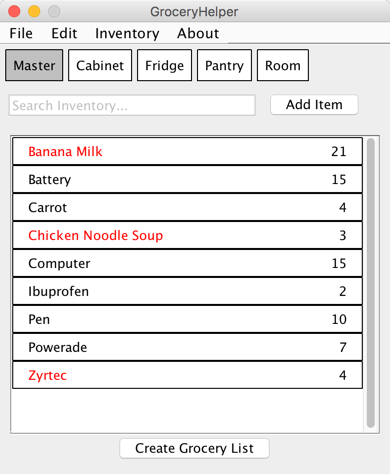 GroceryHelper
File Edit Inventory About
Master Cabinet Fridge Pantry Room
Search Inventory... Add Item
Banana Milk 21
Battery 15
Carrot 4
Chicken Noodle Soup 3
Computer 15
Ibuprofen 2
Pen 10
Powerade 7
Zyrtec 4
Create Grocery List